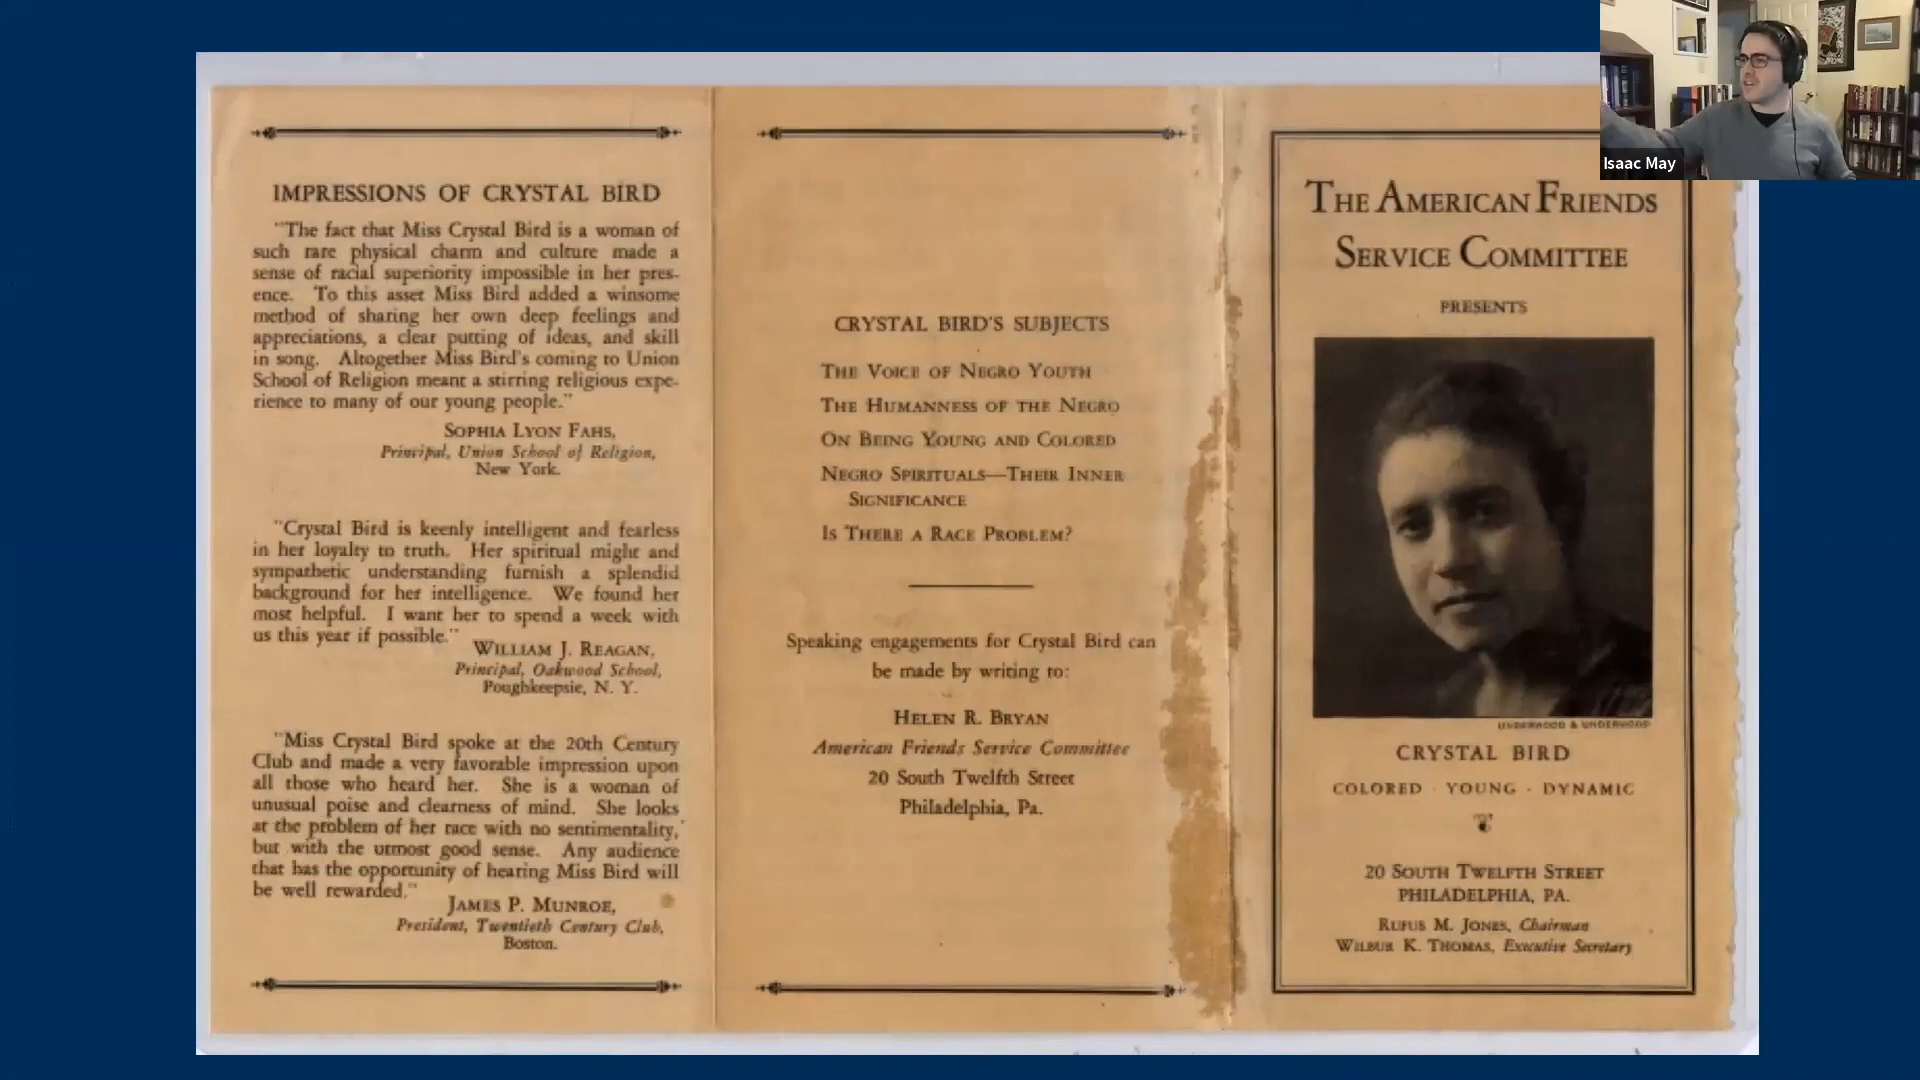 IMPRESSIONS OF CRYSTAL BIRD
"The fact that Miss Crystal Bird is a woman of
such rare physical charm and culture made a
sense of racial superiority impossible in her pres-
ence. To this asset Miss Bird added a winsome
method of sharing her own deep feelings and
appreciations, a clear putting of ideas, and skill
in song. Altogether Miss Bird's coming to Union
School of Religion meant a stirring religious expe-
rience to many of our young people."
SOPHIA LYON FAHS,
Principal, Union School of Religion,
New York.
"Crystal Bird is keenly intelligent and fearless
in her loyalty to truth. Her spiritual might and
sympathetic understanding furnish a splendid
background for her intelligence. We found her
most helpful. I want her to spend a week with
us this year if possible."
WILLIAM J. REAGAN,
Principal, Oakwood School,
Poughkeepsie, N. Y.
"Miss Crystal Bird spoke at the 20th Century
Club and made a very favorable impression upon
all those who heard her. She is a woman of
unusual poise and clearness of mind. She looks
at the problem of her race with no sentimentality,
but with the utmost good sense. Any audience
that has the opportunity of hearing Miss Bird will
be well rewarded."
JAMES P. MUNROE,
President, Twentieth Century Club,
Boston.
CRYSTAL BIRD'S SUBJECTS
THE VOICE OF NEGRO YOUTH
THE HUMANNESS OF THE NEGRO
ON BEING YOUNG AND COLORED
NEGRO SPIRITUALS—THEIR INNER
SIGNIFICANCE
IS THERE A RACE PROBLEM?
Speaking engagements for Crystal Bird can
be made by writing to:
HELEN R. BRYAN
American Friends Service Committee
20 South Twelfth Street
Philadelphia, Pa.
THE AMERICAN FRIENDS
SERVICE COMMITTEE
PRESENTS
UNDERWOOD & UNDERWOOD
CRYSTAL BIRD
COLORED · YOUNG · DYNAMIC
20 SOUTH TWELFTH STREET
PHILADELPHIA, PA.
RUFUS M. JONES, Chairman
WILBUR K. THOMAS, Executive Secretary
Isaac May